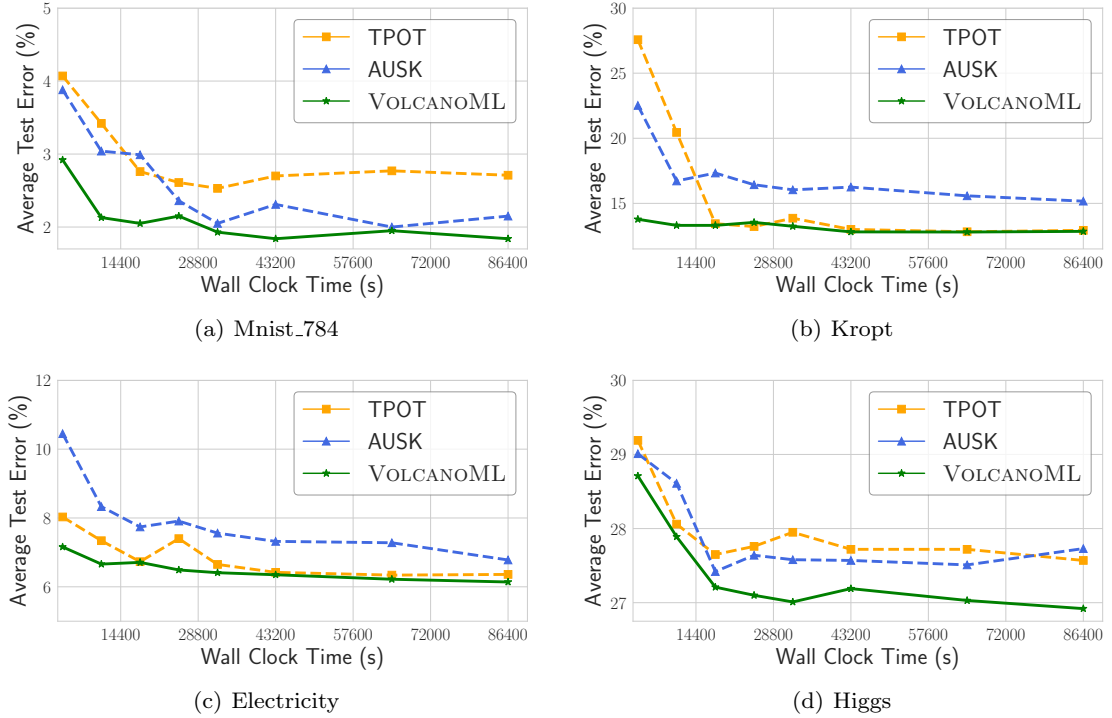 5
4
3
2
Average Test Error (%)
TPOT
AUSK
VOLCANOML
14400 28800 43200 57600 72000 86400
Wall Clock Time (s)
(a) Mnist_784
30
25
20
15
Average Test Error (%)
TPOT
AUSK
VOLCANOML
14400 28800 43200 57600 72000 86400
Wall Clock Time (s)
(b) Kropt
12
10
8
6
Average Test Error (%)
TPOT
AUSK
VOLCANOML
14400 28800 43200 57600 72000 86400
Wall Clock Time (s)
(c) Electricity
30
29
28
27
Average Test Error (%)
TPOT
AUSK
VOLCANOML
14400 28800 43200 57600 72000 86400
Wall Clock Time (s)
(d) Higgs